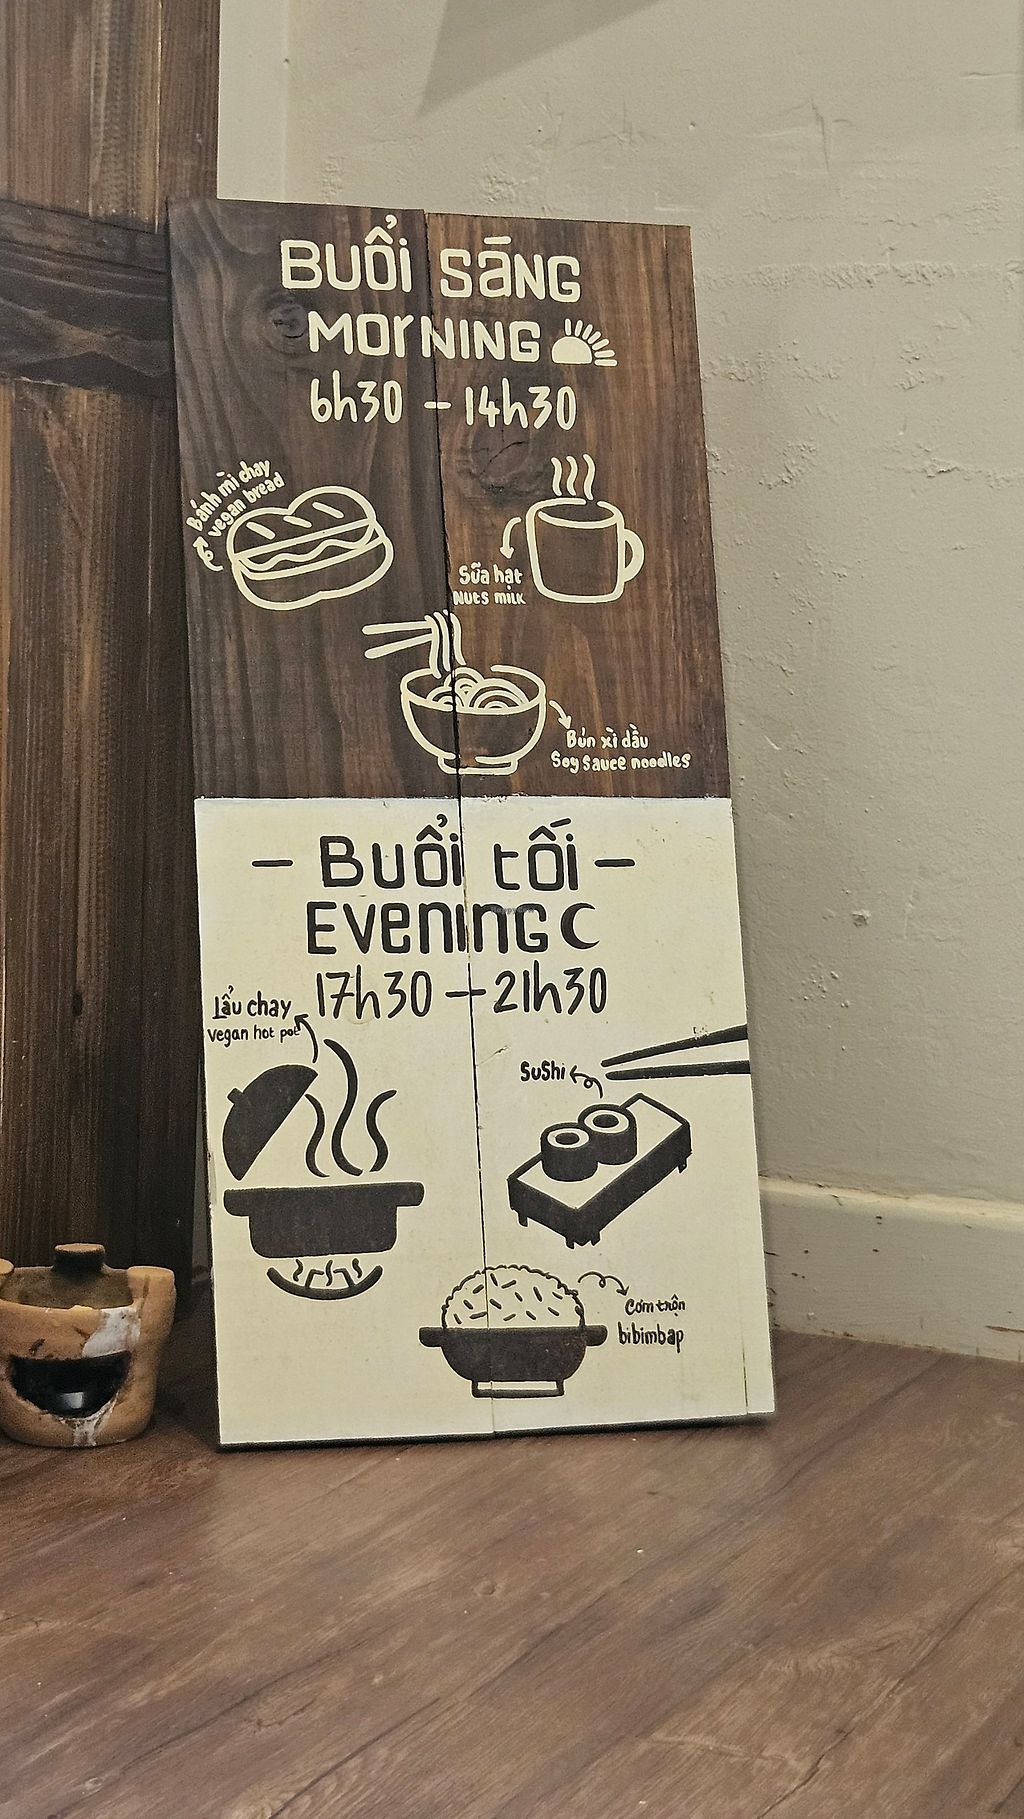 BUỔI SÁNG
MORNING
6h30 - 14h30
Bánh mì chay
vegan bread
Sữa hạt
Nuts milk
Bún xì dầu
Soy sauce noodles
- Buổi tối -
Evening
17h30 - 21h30
Lẩu chay
Vegan hot pot
Sushi
Cơm trộn
bibimbap